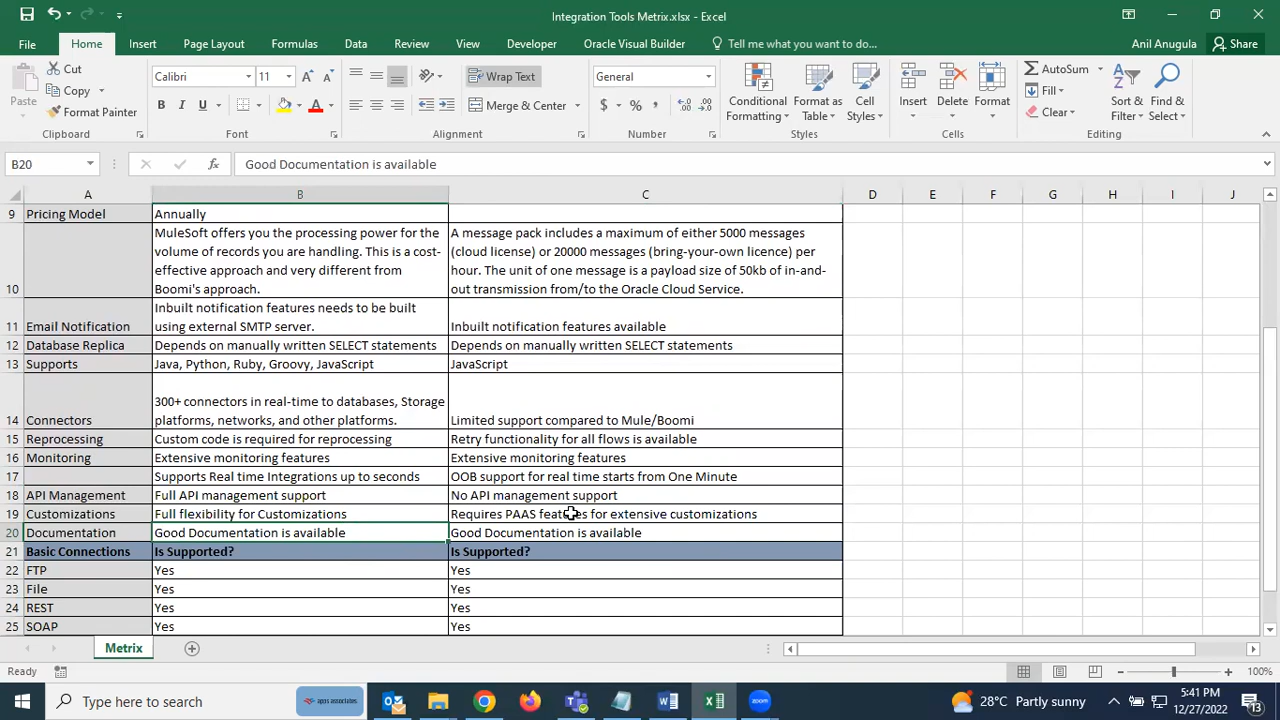 Integration Tools Metrix.xlsx - Excel
File Home Insert Page Layout Formulas Data Review View Developer Oracle Visual Builder Tell me what you want to do... Anil Anugula Share
Paste Cut Copy Format Painter
Calibri 11 Wrap Text Merge & Center
General $ % ,
Conditional Formatting Format as Table Cell Styles
Insert Delete Format
AutoSum Fill Clear
Sort & Filter Find & Select
Clipboard Font Alignment Number Styles Cells Editing
B20 fx Good Documentation is available
A B C D E F G H I J
9 Pricing Model Annually
MuleSoft offers you the processing power for the
volume of records you are handling. This is a cost-
effective approach and very different from
10 Boomi's approach.
A message pack includes a maximum of either 5000 messages
(cloud license) or 20000 messages (bring-your-own licence) per
hour. The unit of one message is a payload size of 50kb of in-and-
out transmission from/to the Oracle Cloud Service.
Inbuilt notification features needs to be built
11 Email Notification using external SMTP server. Inbuilt notification features available
12 Database Replica Depends on manually written SELECT statements Depends on manually written SELECT statements
13 Supports Java, Python, Ruby, Groovy, JavaScript JavaScript
300+ connectors in real-time to databases, Storage
14 Connectors platforms, networks, and other platforms. Limited support compared to Mule/Boomi
15 Reprocessing Custom code is required for reprocessing Retry functionality for all flows is available
16 Monitoring Extensive monitoring features Extensive monitoring features
17 Supports Real time Integrations up to seconds OOB support for real time starts from One Minute
18 API Management Full API management support No API management support
19 Customizations Full flexibility for Customizations Requires PAAS features for extensive customizations
20 Documentation Good Documentation is available Good Documentation is available
21 Basic Connections Is Supported? Is Supported?
22 FTP Yes Yes
23 File Yes Yes
24 REST Yes Yes
25 SOAP Yes Yes
Metrix
Ready 100%
Type here to search apps associates 28°C Partly sunny 5:41 PM
12/27/2022 13